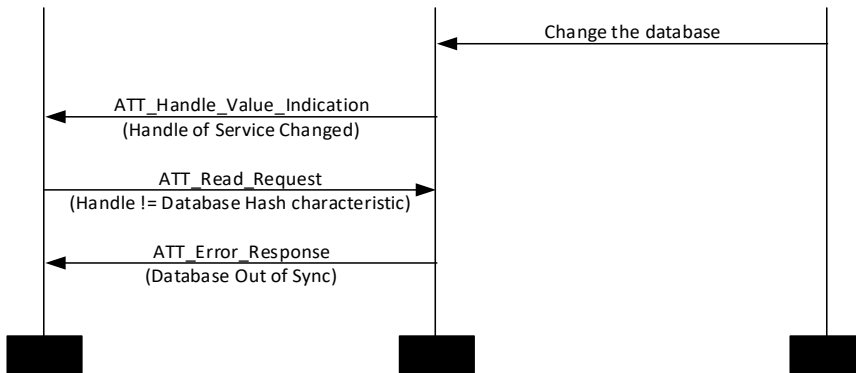 Change the database
ATT_Handle_Value_Indication
(Handle of Service Changed)
ATT_Read_Request
(Handle != Database Hash characteristic)
ATT_Error_Response
(Database Out of Sync)